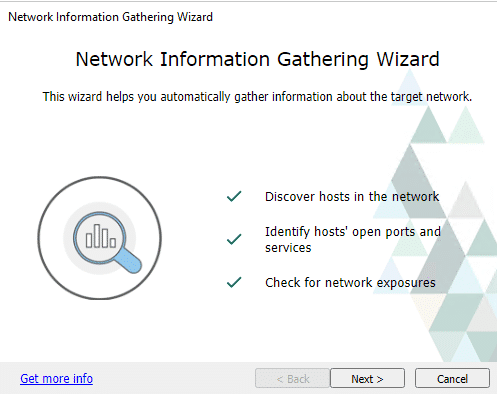 Network Information Gathering Wizard
Network Information Gathering Wizard
This wizard helps you automatically gather information about the target network.
Discover hosts in the network
Identify hosts' open ports and
services
Check for network exposures
Get more info
< Back
Next >
Cancel